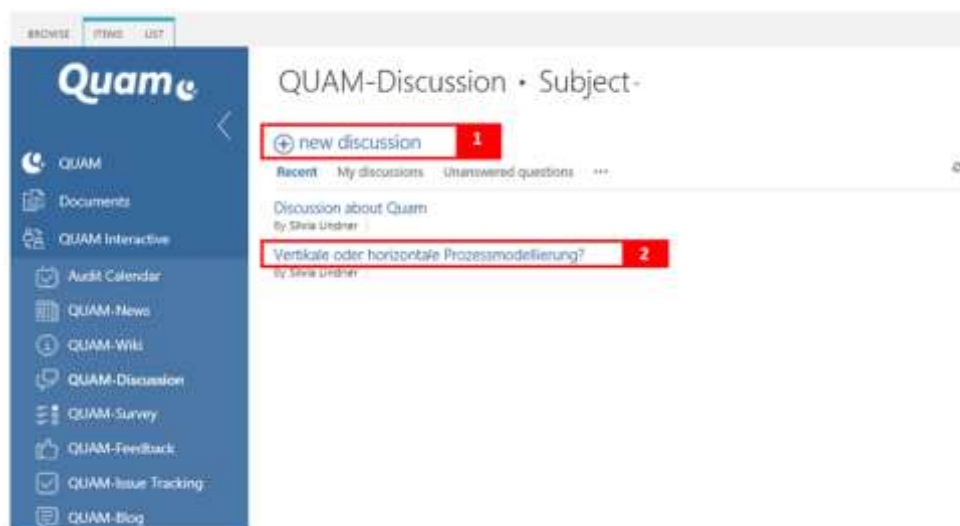 BROWSE ITEMS LIST
Quam
QUAM-Discussion • Subject-
new discussion 1
Recent My discussions Unanswered questions ...
Discussion about Quam
By Silvia Lindner
Vertikale oder horizontale Prozessmodellierung? 2
By Silvia Lindner
QUAM
Documents
QUAM Interactive
Audit Calendar
QUAM-News
QUAM-Wiki
QUAM-Discussion
QUAM-Survey
QUAM-Feedback
QUAM-Issue Tracking
QUAM-Blog